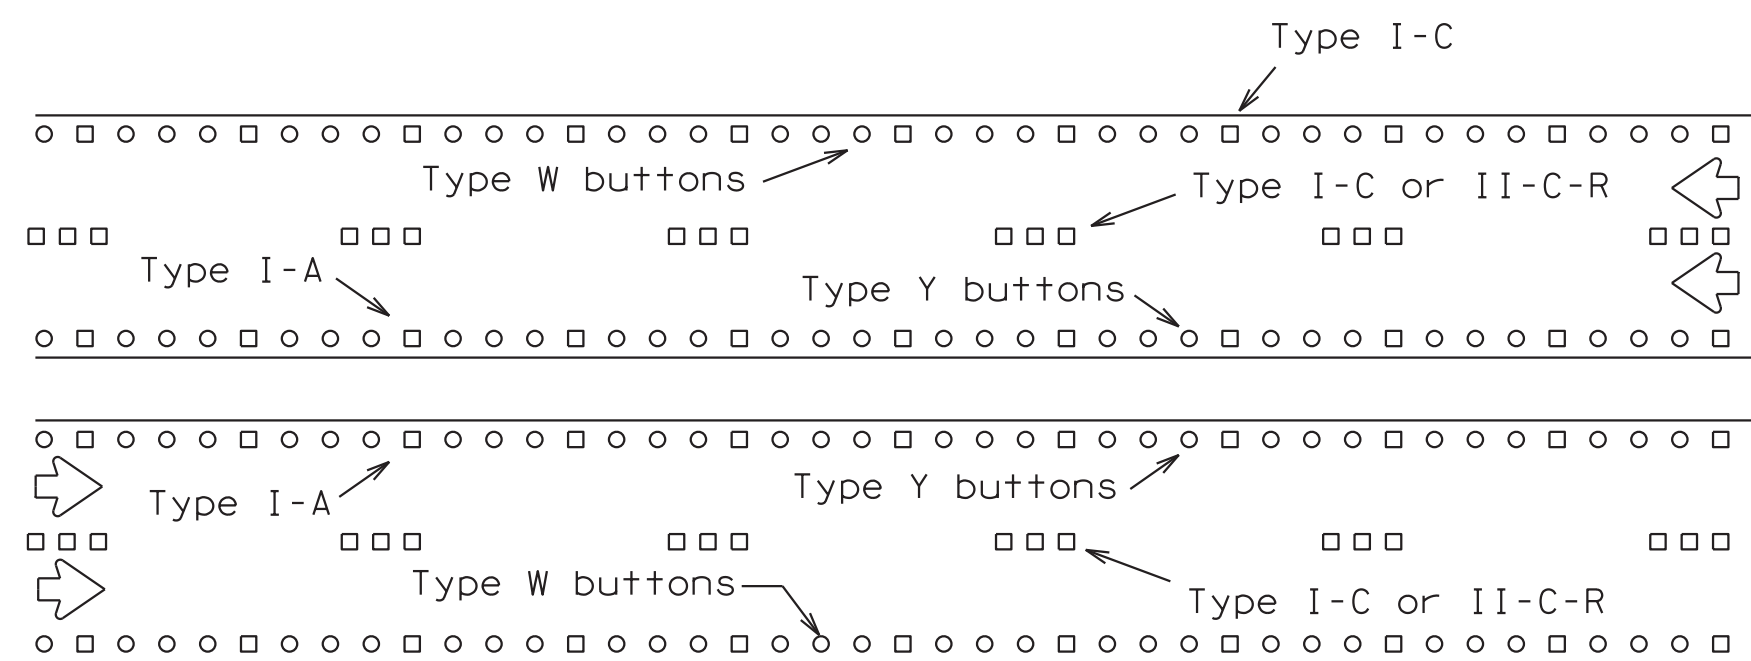 Type I-C
Type W buttons
Type I-C or II-C-R
Type I-A
Type Y buttons
Type Y buttons
Type I-A
Type W buttons
Type I-C or II-C-R